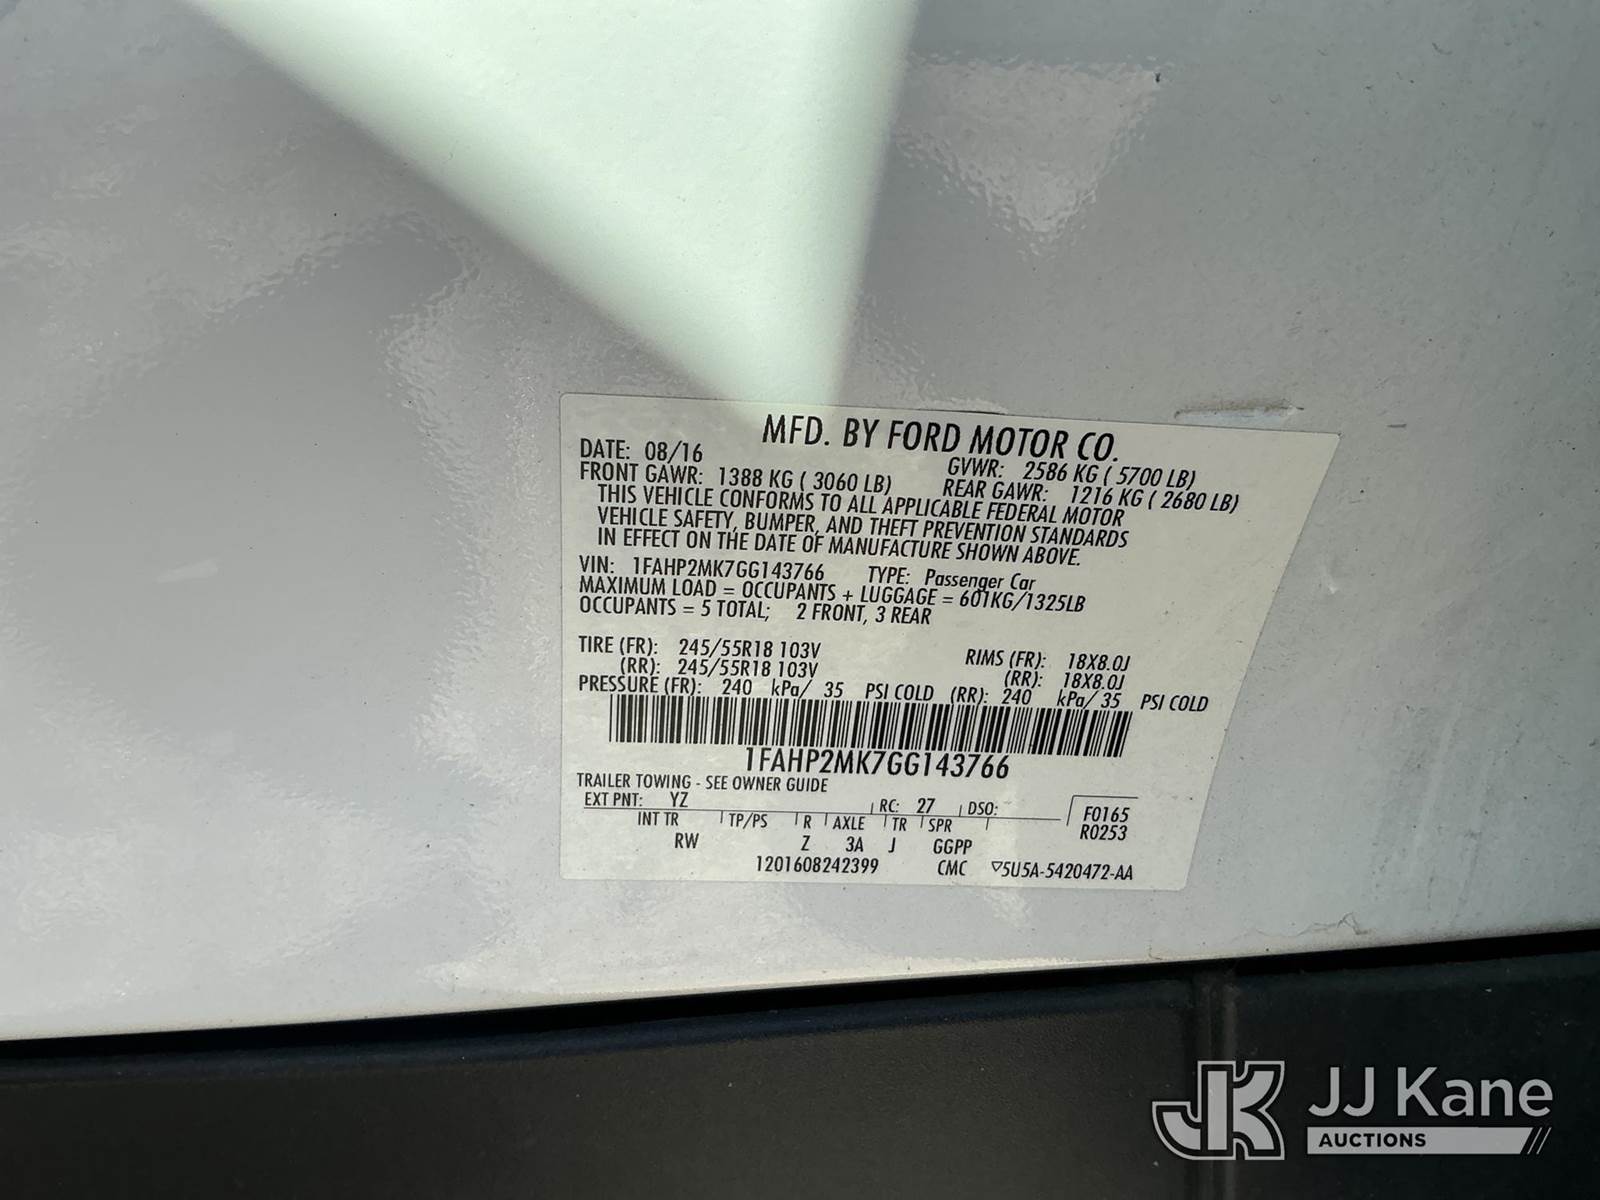 MFD. BY FORD MOTOR CO.
DATE: 08/16 GVWR: 2586 KG ( 5700 LB)
FRONT GAWR: 1388 KG ( 3060 LB) REAR GAWR: 1216 KG ( 2680 LB)
THIS VEHICLE CONFORMS TO ALL APPLICABLE FEDERAL MOTOR
VEHICLE SAFETY, BUMPER, AND THEFT PREVENTION STANDARDS
IN EFFECT ON THE DATE OF MANUFACTURE SHOWN ABOVE.
VIN: 1FAHP2MK7GG143766 TYPE: Passenger Car
MAXIMUM LOAD = OCCUPANTS + LUGGAGE = 601KG/1325LB
OCCUPANTS = 5 TOTAL; 2 FRONT, 3 REAR
TIRE (FR): 245/55R18 103V RIMS (FR): 18X8.0J
(RR): 245/55R18 103V (RR): 18X8.0J
PRESSURE (FR): 240 kPa/ 35 PSI COLD (RR): 240 kPa/ 35 PSI COLD
1FAHP2MK7GG143766
TRAILER TOWING - SEE OWNER GUIDE
EXT PNT: YZ RC: 27 DSO: F0165
INT TR TP/PS R AXLE TR SPR R0253
RW Z 3A J GGPP
1201608242399 CMC ▽5U5A-5420472-AA
JK JJ Kane
AUCTIONS